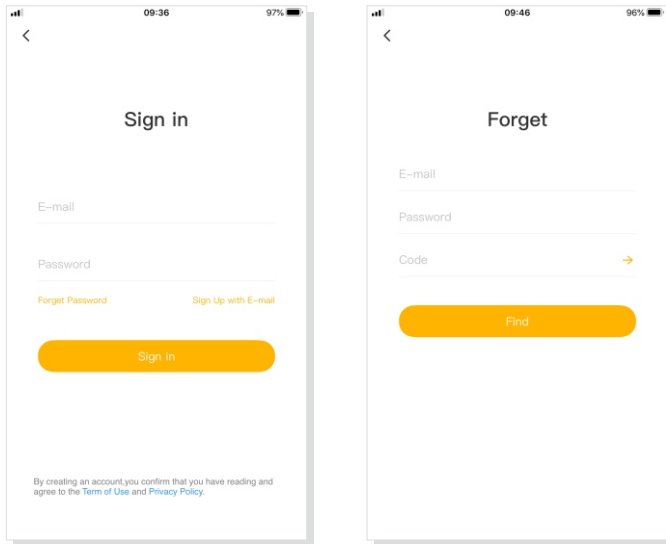 09:36
97%
Sign in
E-mail
Password
Forget Password
Sign Up with E-mail
Sign in
By creating an account,you confirm that you have reading and
agree to the Term of Use and Privacy Policy.
09:46
96%
Forget
E-mail
Password
Code
Find